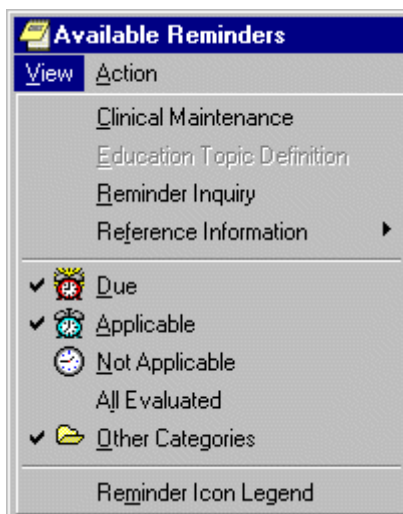 Available Reminders
View Action
Clinical Maintenance
Education Topic Definition
Reminder Inquiry
Reference Information
Due
Applicable
Not Applicable
All Evaluated
Other Categories
Reminder Icon Legend